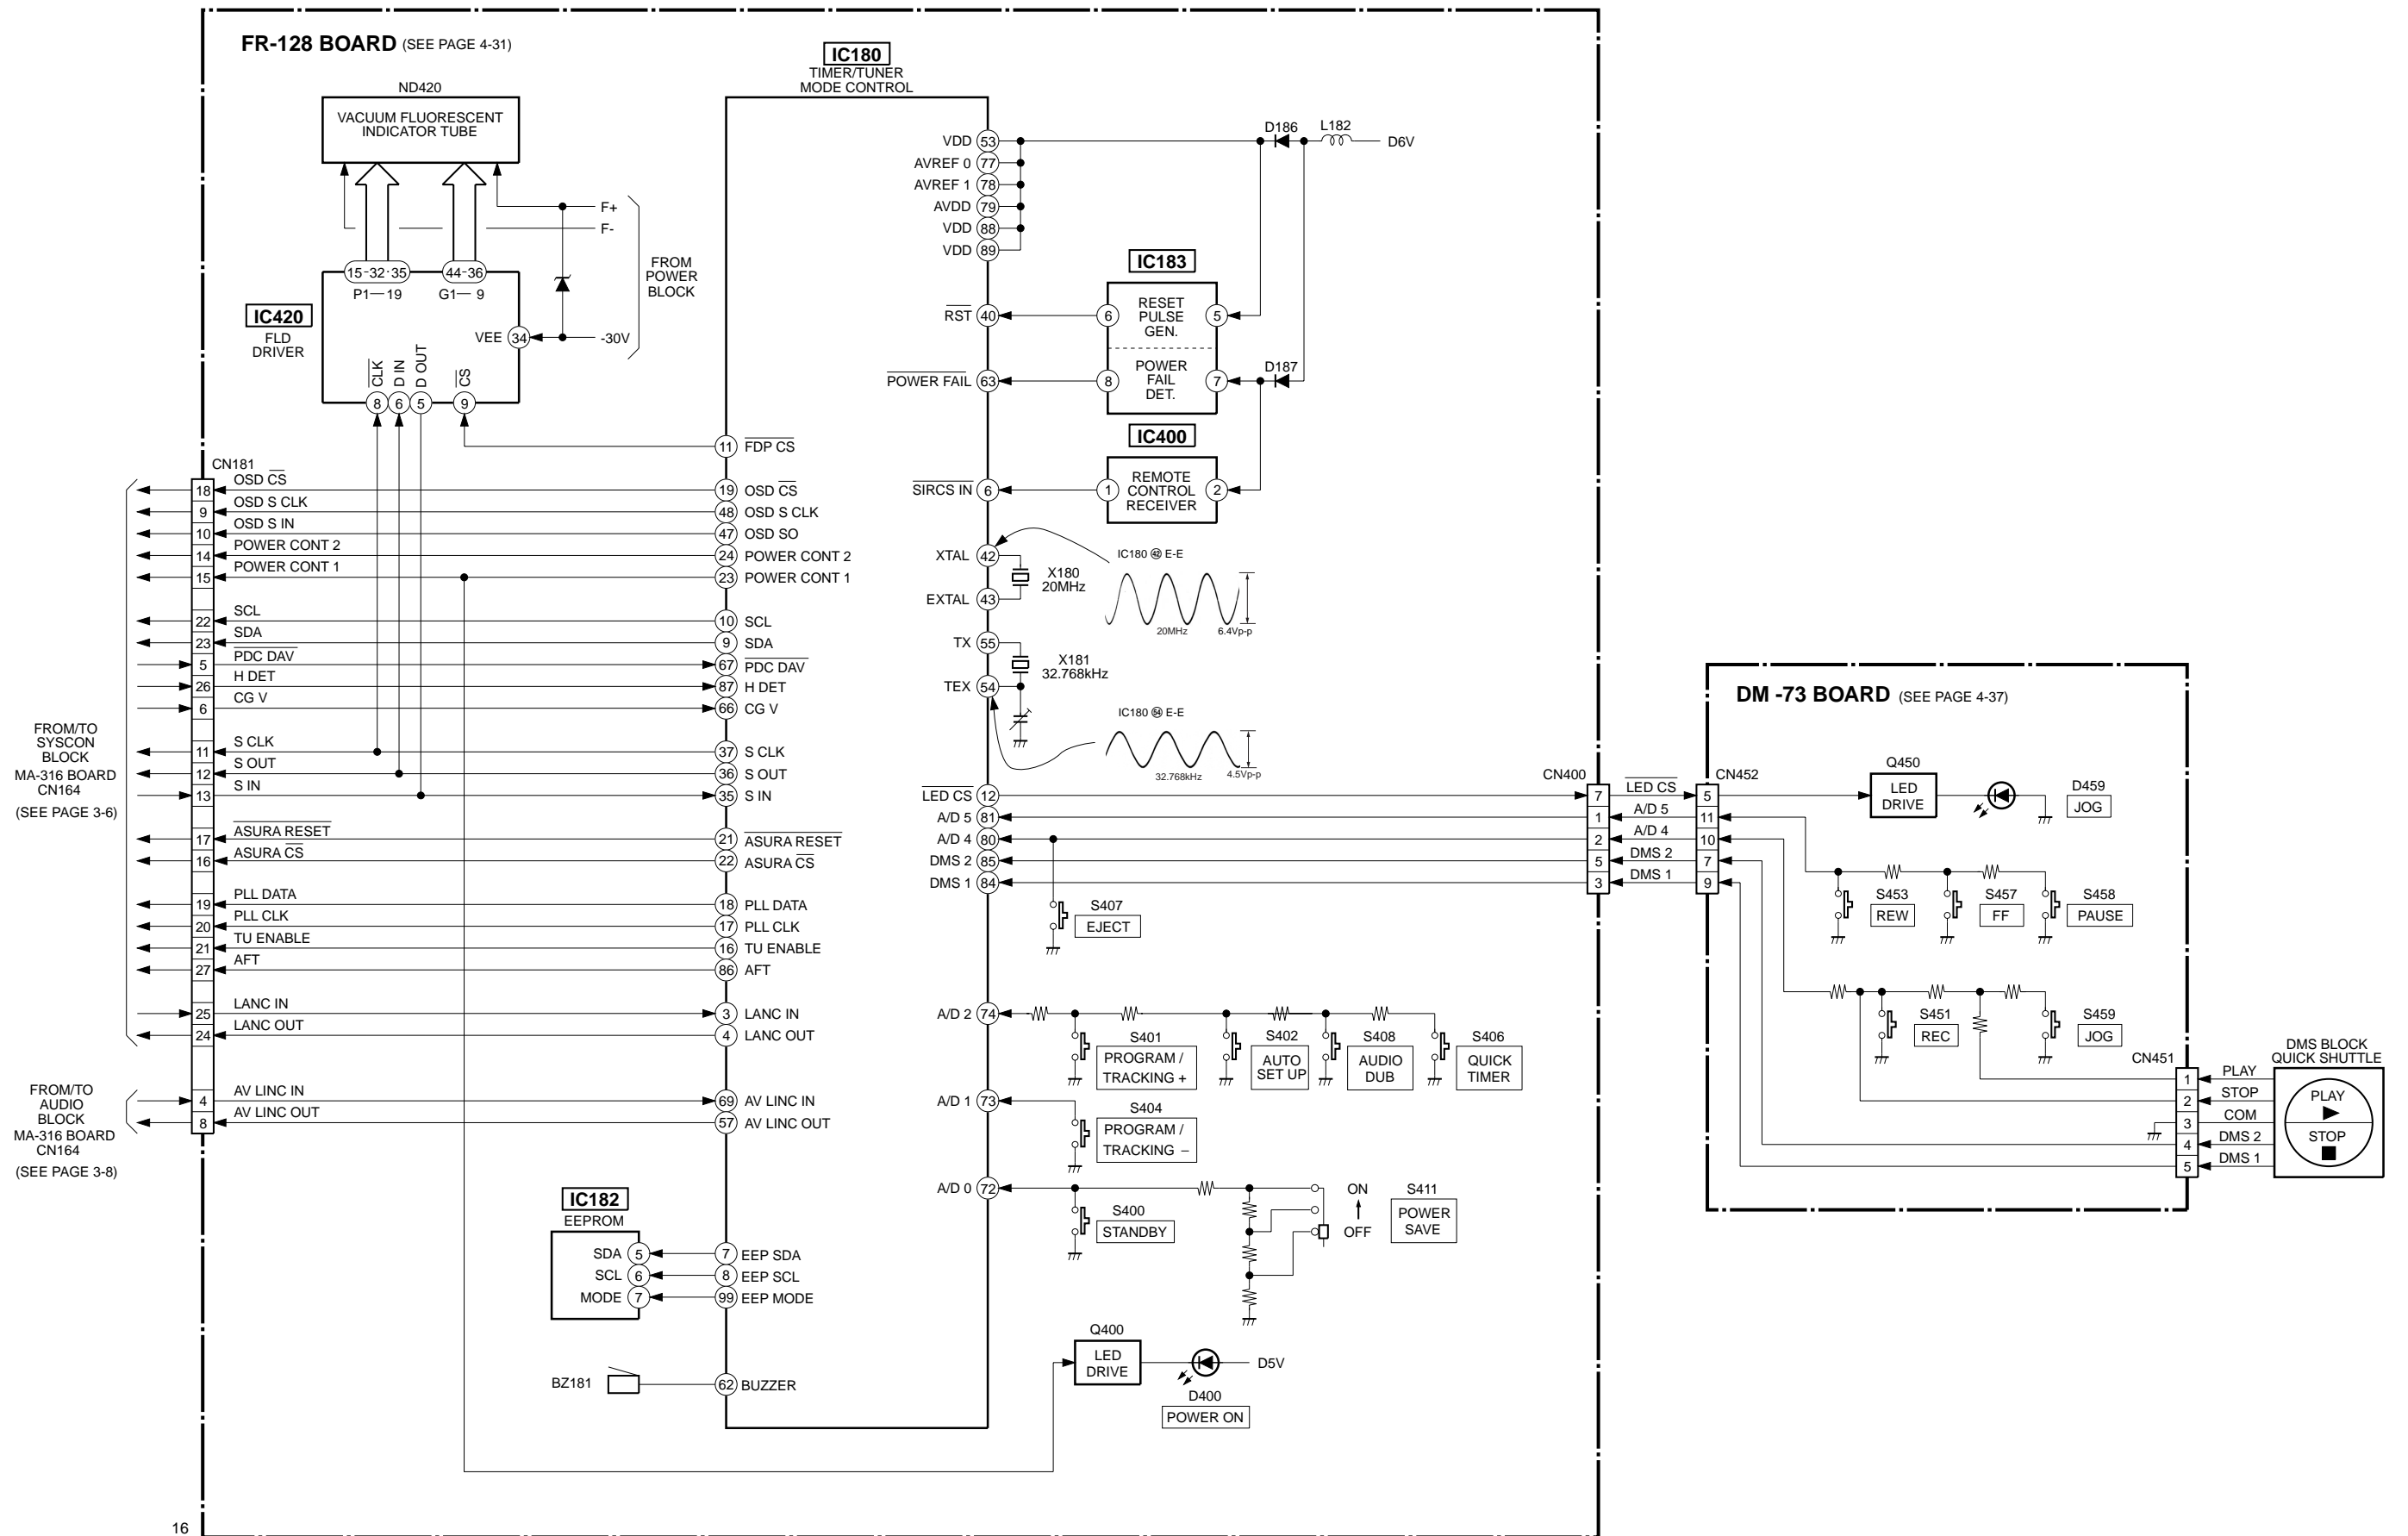 FR-128 BOARD (SEE PAGE 4-31)
IC180
TIMER/TUNER
MODE CONTROL
ND420
VACUUM FLUORESCENT
INDICATOR TUBE
F+
F-
FROM
POWER
BLOCK
15-32·35
44-36
P1— 19
G1— 9
IC420
FLD
DRIVER
VEE 34
-30V
CLK
D IN
D OUT
CS
8
6
5
9
VDD 53
AVREF 0 77
AVREF 1 78
AVDD 79
VDD 88
VDD 89
D186
L182
D6V
IC183
RST 40
6
RESET
PULSE
GEN.
5
POWER FAIL 63
8
POWER
FAIL
DET.
7
D187
IC400
SIRCS IN 6
1
REMOTE
CONTROL
RECEIVER
2
XTAL 42
X180
20MHz
EXTAL 43
IC180 ㊷ E-E
20MHz
6.4Vp-p
TX 55
X181
32.768kHz
TEX 54
IC180 54 E-E
32.768kHz
4.5Vp-p
11 FDP CS
CN181
18 OSD CS
19 OSD CS
9 OSD S CLK
48 OSD S CLK
10 OSD S IN
47 OSD SO
14 POWER CONT 2
24 POWER CONT 2
15 POWER CONT 1
23 POWER CONT 1
22 SCL
10 SCL
23 SDA
9 SDA
5 PDC DAV
67 PDC DAV
26 H DET
87 H DET
6 CG V
66 CG V
11 S CLK
37 S CLK
12 S OUT
36 S OUT
13 S IN
35 S IN
17 ASURA RESET
21 ASURA RESET
16 ASURA CS
22 ASURA CS
19 PLL DATA
18 PLL DATA
20 PLL CLK
17 PLL CLK
21 TU ENABLE
16 TU ENABLE
27 AFT
86 AFT
25 LANC IN
3 LANC IN
24 LANC OUT
4 LANC OUT
4 AV LINC IN
69 AV LINC IN
8 AV LINC OUT
57 AV LINC OUT
FROM/TO
SYSCON
BLOCK
MA-316 BOARD
CN164
(SEE PAGE 3-6)
FROM/TO
AUDIO
BLOCK
MA-316 BOARD
CN164
(SEE PAGE 3-8)
IC182
EEPROM
SDA 5
7 EEP SDA
SCL 6
8 EEP SCL
MODE 7
99 EEP MODE
BZ181
62 BUZZER
LED CS 12
A/D 5 81
A/D 4 80
DMS 2 85
DMS 1 84
CN400
7
1
2
5
3
LED CS
A/D 5
A/D 4
DMS 2
DMS 1
S407
EJECT
A/D 2 74
S401
PROGRAM /
TRACKING +
S402
AUTO
SET UP
S408
AUDIO
DUB
S406
QUICK
TIMER
A/D 1 73
S404
PROGRAM /
TRACKING −
A/D 0 72
S400
STANDBY
ON
OFF
S411
POWER
SAVE
Q400
LED
DRIVE
D5V
D400
POWER ON
DM -73 BOARD (SEE PAGE 4-37)
CN452
5
11
10
7
9
Q450
LED
DRIVE
D459
JOG
S453
REW
S457
FF
S458
PAUSE
S451
REC
S459
JOG
CN451
1 PLAY
2 STOP
3 COM
4 DMS 2
5 DMS 1
DMS BLOCK
QUICK SHUTTLE
PLAY
STOP
16